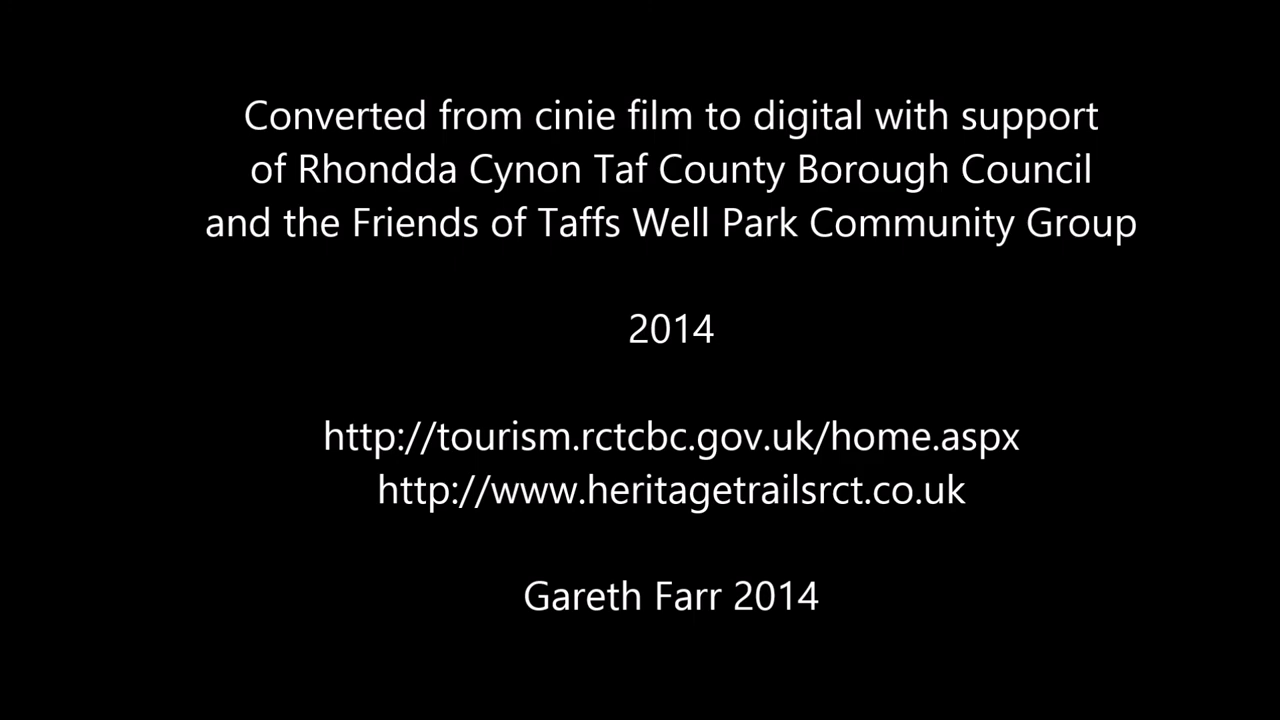 Converted from cinie film to digital with support
of Rhondda Cynon Taf County Borough Council
and the Friends of Taffs Well Park Community Group
2014
http://tourism.rctcbc.gov.uk/home.aspx
http://www.heritagetrailsrct.co.uk
Gareth Farr 2014